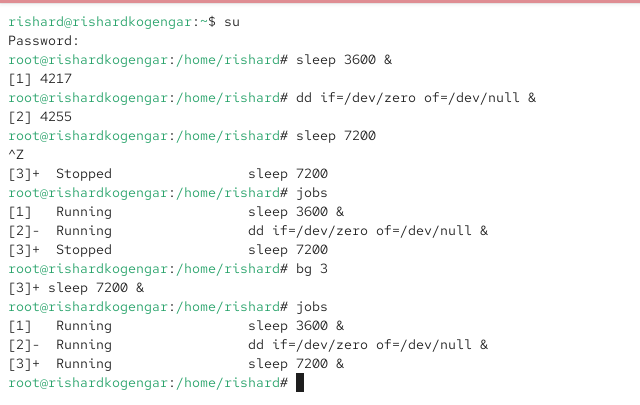 rishard@rishardkogengar:~$ su
Password:
root@rishardkogengar:/home/rishard# sleep 3600 &
[1] 4217
root@rishardkogengar:/home/rishard# dd if=/dev/zero of=/dev/null &
[2] 4255
root@rishardkogengar:/home/rishard# sleep 7200
^Z
[3]+  Stopped                 sleep 7200
root@rishardkogengar:/home/rishard# jobs
[1]   Running                 sleep 3600 &
[2]-  Running                 dd if=/dev/zero of=/dev/null &
[3]+  Stopped                 sleep 7200
root@rishardkogengar:/home/rishard# bg 3
[3]+ sleep 7200 &
root@rishardkogengar:/home/rishard# jobs
[1]   Running                 sleep 3600 &
[2]-  Running                 dd if=/dev/zero of=/dev/null &
[3]+  Running                 sleep 7200 &
root@rishardkogengar:/home/rishard#